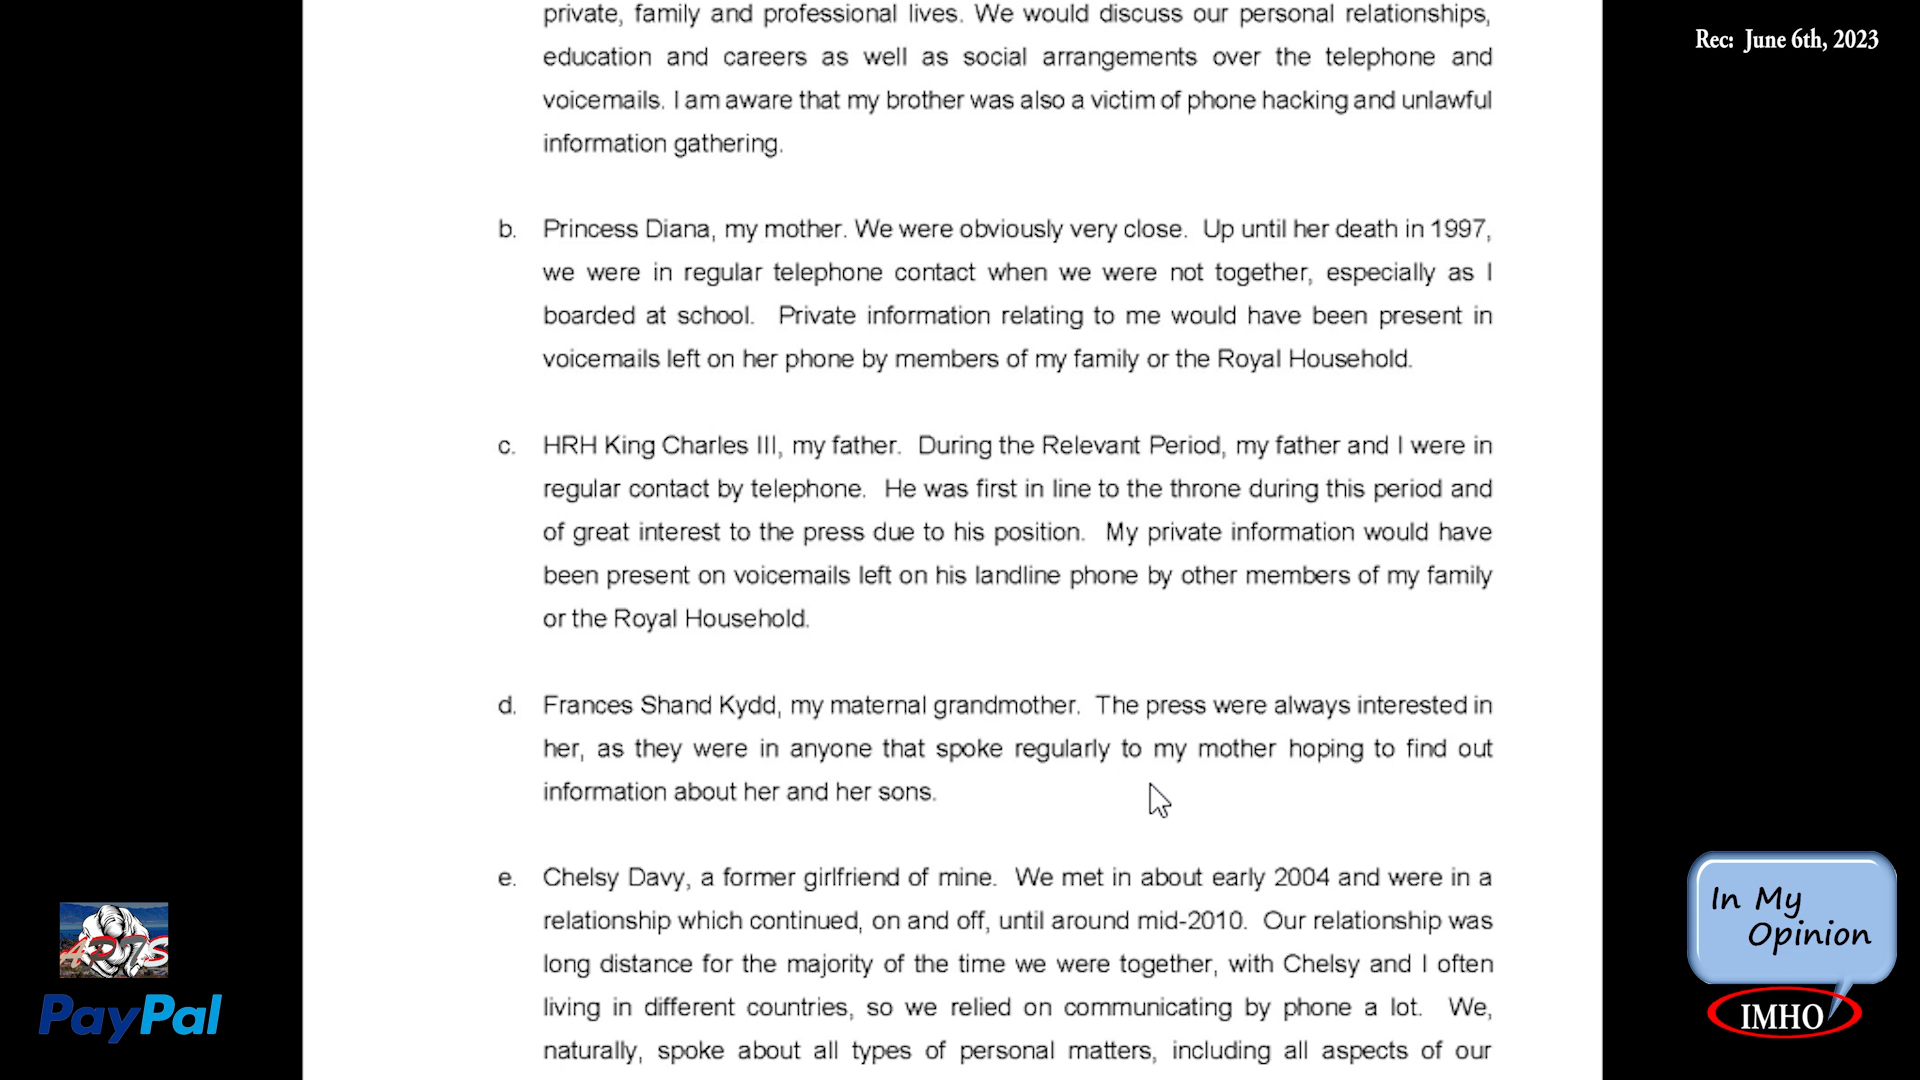 private, family and professional lives. We would discuss our personal relationships,
education and careers as well as social arrangements over the telephone and
voicemails. I am aware that my brother was also a victim of phone hacking and unlawful
information gathering.
b. Princess Diana, my mother. We were obviously very close. Up until her death in 1997,
we were in regular telephone contact when we were not together, especially as I
boarded at school. Private information relating to me would have been present in
voicemails left on her phone by members of my family or the Royal Household.
c. HRH King Charles III, my father. During the Relevant Period, my father and I were in
regular contact by telephone. He was first in line to the throne during this period and
of great interest to the press due to his position. My private information would have
been present on voicemails left on his landline phone by other members of my family
or the Royal Household.
d. Frances Shand Kydd, my maternal grandmother. The press were always interested in
her, as they were in anyone that spoke regularly to my mother hoping to find out
information about her and her sons.
e. Chelsy Davy, a former girlfriend of mine. We met in about early 2004 and were in a
relationship which continued, on and off, until around mid-2010. Our relationship was
long distance for the majority of the time we were together, with Chelsy and I often
living in different countries, so we relied on communicating by phone a lot. We,
naturally, spoke about all types of personal matters, including all aspects of our
Rec: June 6th, 2023
PayPal
In My
Opinion
IMHO